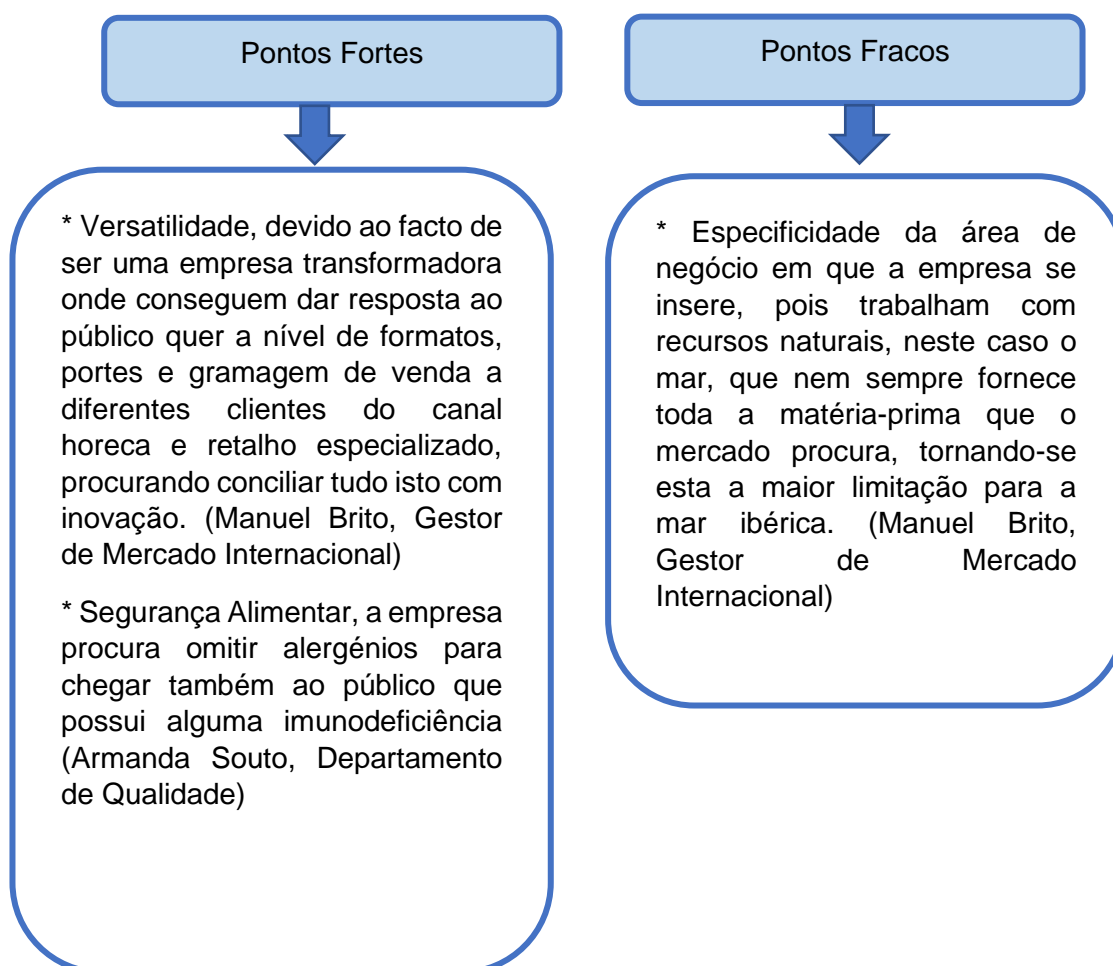 Pontos Fortes
* Versatilidade, devido ao facto de
ser uma empresa transformadora
onde conseguem dar resposta ao
público quer a nível de formatos,
portes e gramagem de venda a
diferentes clientes do canal
horeca e retalho especializado,
procurando conciliar tudo isto com
inovação. (Manuel Brito, Gestor
de Mercado Internacional)
* Segurança Alimentar, a empresa
procura omitir alergénios para
chegar também ao público que
possui alguma imunodeficiência
(Armanda Souto, Departamento
de Qualidade)
Pontos Fracos
* Especificidade da área de
negócio em que a empresa se
insere, pois trabalham com
recursos naturais, neste caso o
mar, que nem sempre fornece
toda a matéria-prima que o
mercado procura, tornando-se
esta a maior limitação para a
mar ibérica. (Manuel Brito,
Gestor de Mercado
Internacional)